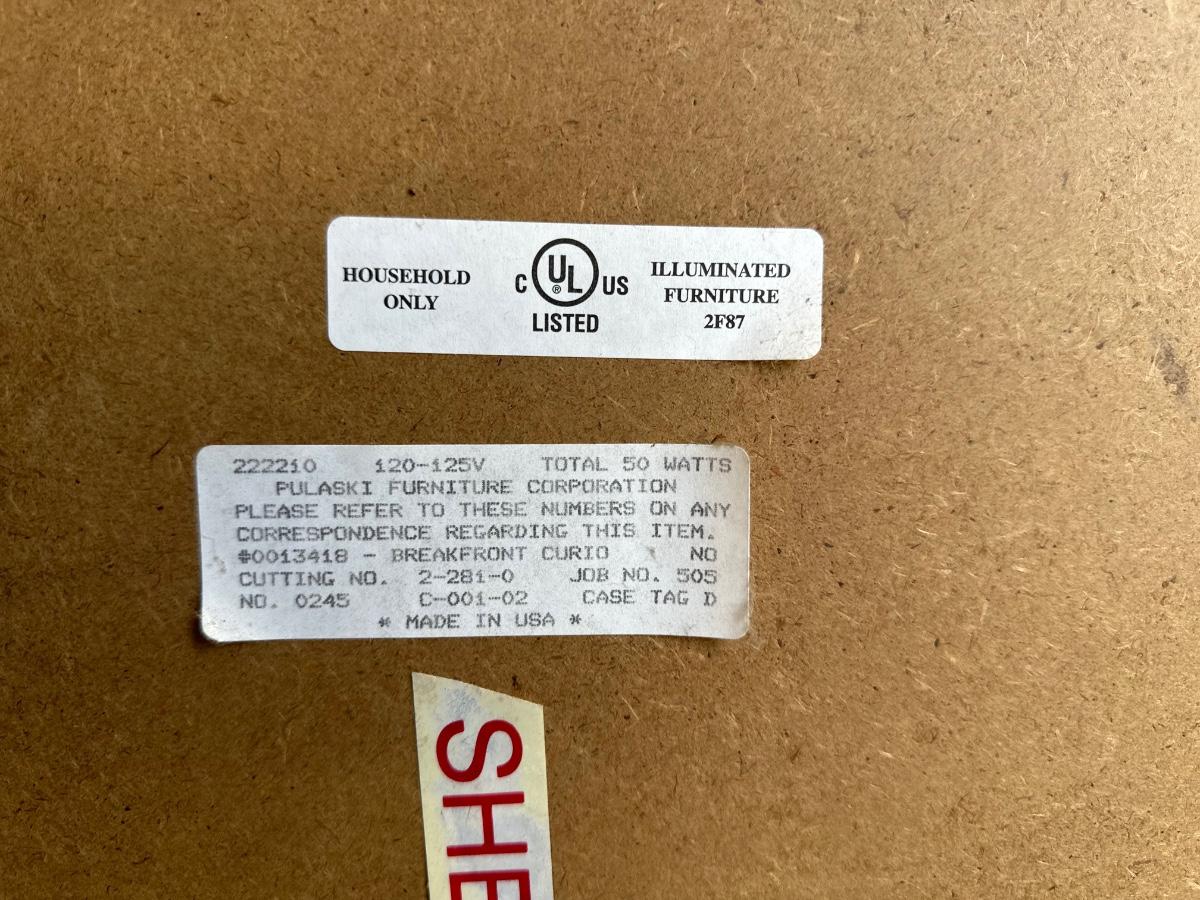 HOUSEHOLD
ONLY
C UL® US
LISTED
ILLUMINATED
FURNITURE
2F87
222210 120-125V TOTAL 50 WATTS
PULASKI FURNITURE CORPORATION
PLEASE REFER TO THESE NUMBERS ON ANY
CORRESPONDENCE REGARDING THIS ITEM.
#0013418 - BREAKFRONT CURIO NO
CUTTING NO. 2-281-0 JOB NO. 505
NO. 0245 C-001-02 CASE TAG D
* MADE IN USA *
SHE